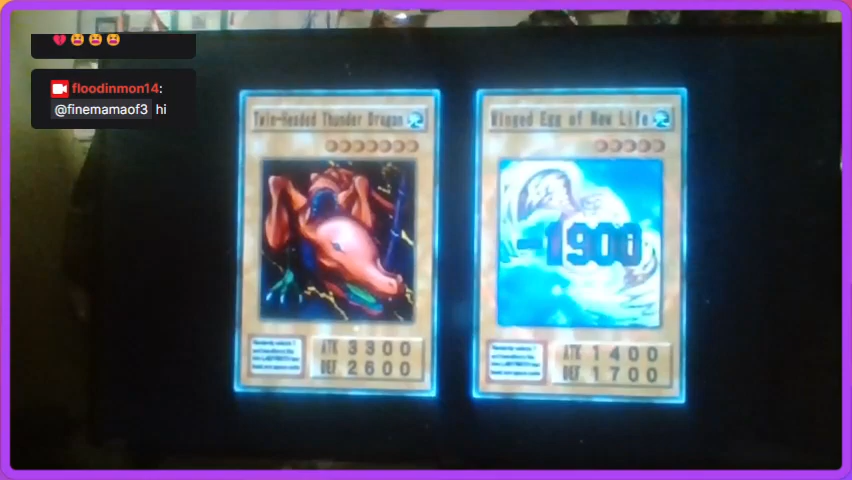 💔😫😫😫
floodinmon14:
@finemamaof3 hi
Twin-Headed Thunder Dragon
ATK 3300
DEF 2600
Winged Egg of New Life
-1900
ATK 1400
DEF 1700